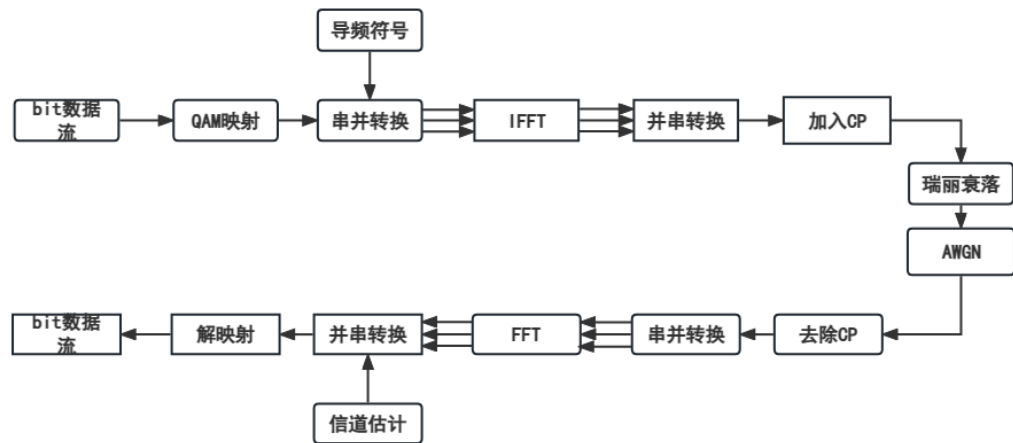 导频符号
bit数据
流
QAM映射
串并转换
IFFT
并串转换
加入CP
瑞丽衰落
AWGN
bit数据
流
解映射
并串转换
FFT
串并转换
去除CP
信道估计